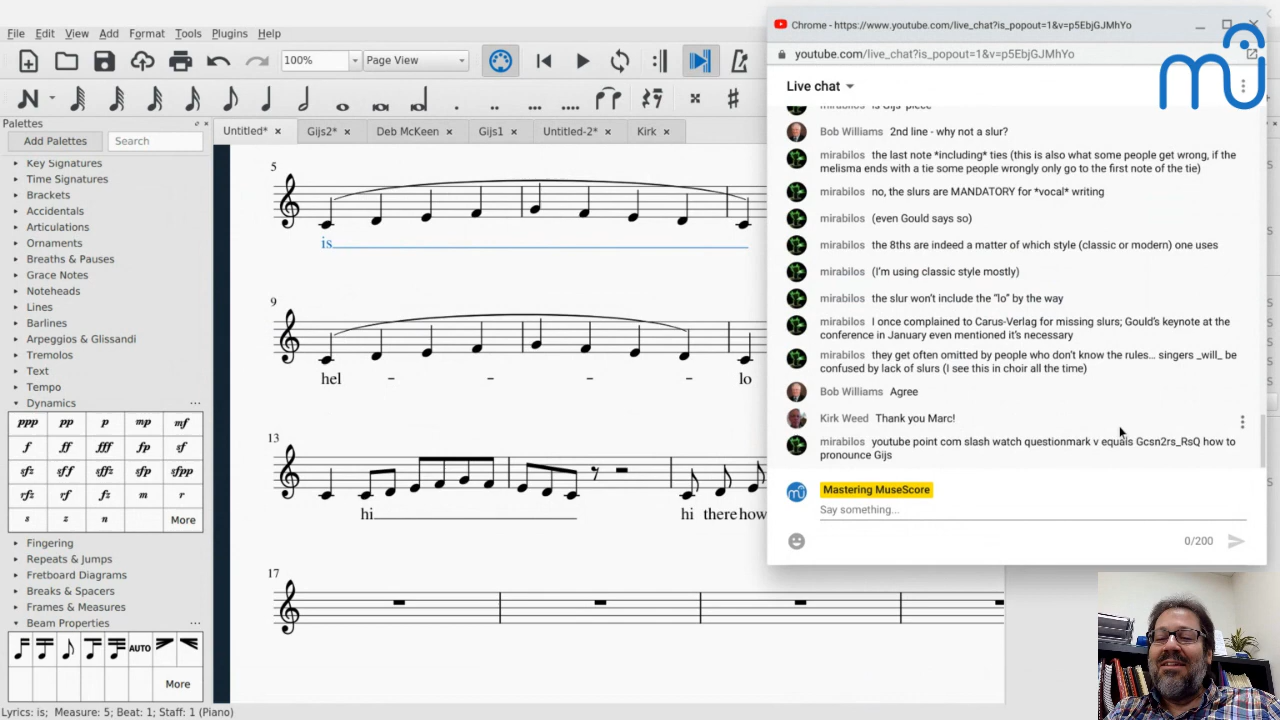 Chrome - https://www.youtube.com/live_chat?is_popout=1&v=p5EbjGJMhYo
File Edit View Add Format Tools Plugins Help
youtube.com/live_chat?is_popout=1&v=p5EbjGJMhYo
100% Page View
Live chat
Palettes
Add Palettes
Search
Untitled* Gijs2* Deb McKeen Gijs1 Untitled-2* Kirk
Key Signatures
Time Signatures
Brackets
Accidentals
Articulations
Ornaments
Breaths & Pauses
Grace Notes
Noteheads
Lines
Barlines
Arpeggios & Glissandi
Tremolos
Text
Tempo
Dynamics
ppp pp p mp mf
f ff fff fp sf
sfz sff sffz sfp sfpp
rfz rf fz m r
s z n More
Fingering
Repeats & Jumps
Fretboard Diagrams
Breaks & Spacers
Frames & Measures
Beam Properties
AUTO
More
5
is
9
hel - - - - lo
13
hi hi there how
17
is Gijs' piece
Bob Williams 2nd line - why not a slur?
mirabilos the last note *including* ties (this is also what some people get wrong, if the
melisma ends with a tie some people wrongly only go to the first note of the tie)
mirabilos no, the slurs are MANDATORY for *vocal* writing
mirabilos (even Gould says so)
mirabilos the 8ths are indeed a matter of which style (classic or modern) one uses
mirabilos (I'm using classic style mostly)
mirabilos the slur won't include the “lo” by the way
mirabilos I once complained to Carus-Verlag for missing slurs; Gould's keynote at the
conference in January even mentioned it's necessary
mirabilos they get often omitted by people who don't know the rules… singers _will_ be
confused by lack of slurs (I see this in choir all the time)
Bob Williams Agree
Kirk Weed Thank you Marc!
mirabilos youtube point com slash watch questionmark v equals Gcsn2rs_RsQ how to
pronounce Gijs
Mastering MuseScore
Say something...
0/200
Lyrics: is; Measure: 5; Beat: 1; Staff: 1 (Piano)